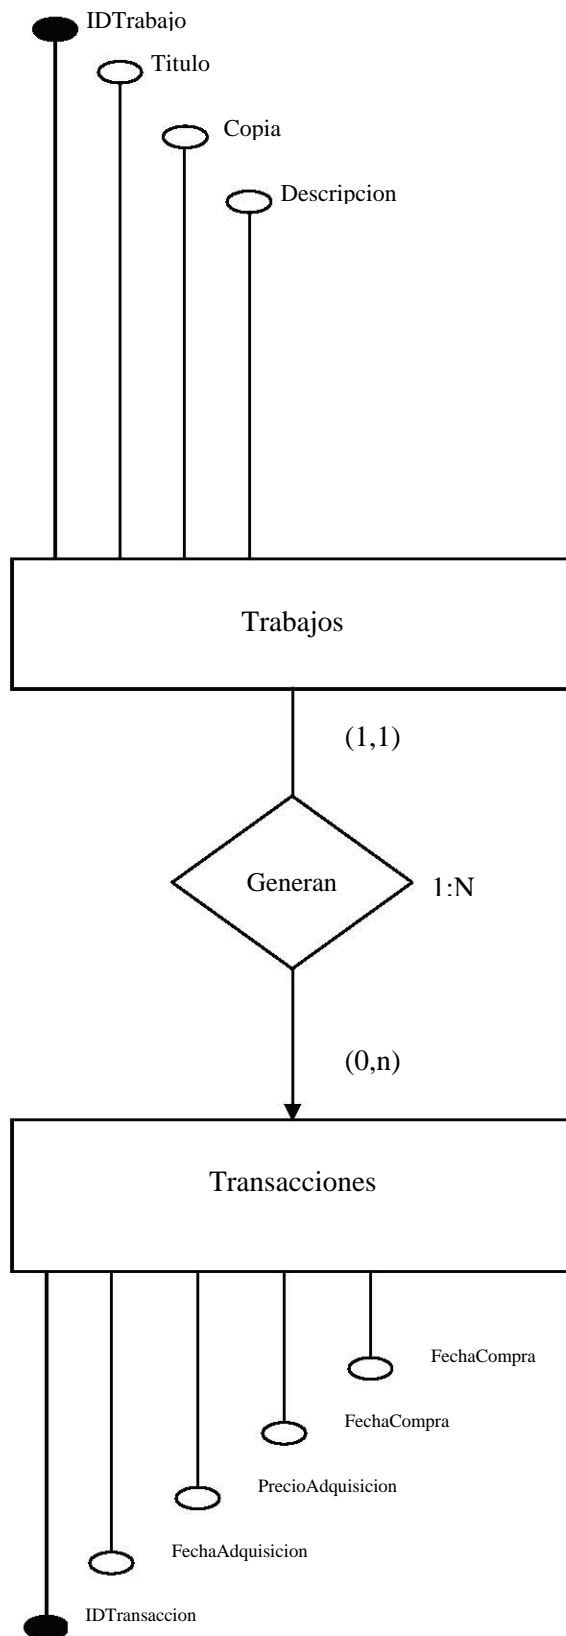 IDTrabajo
Titulo
Copia
Descripcion
Trabajos
(1,1)
Generan
1:N
(0,n)
Transacciones
FechaCompra
FechaCompra
PrecioAdquisicion
FechaAdquisicion
IDTransaccion